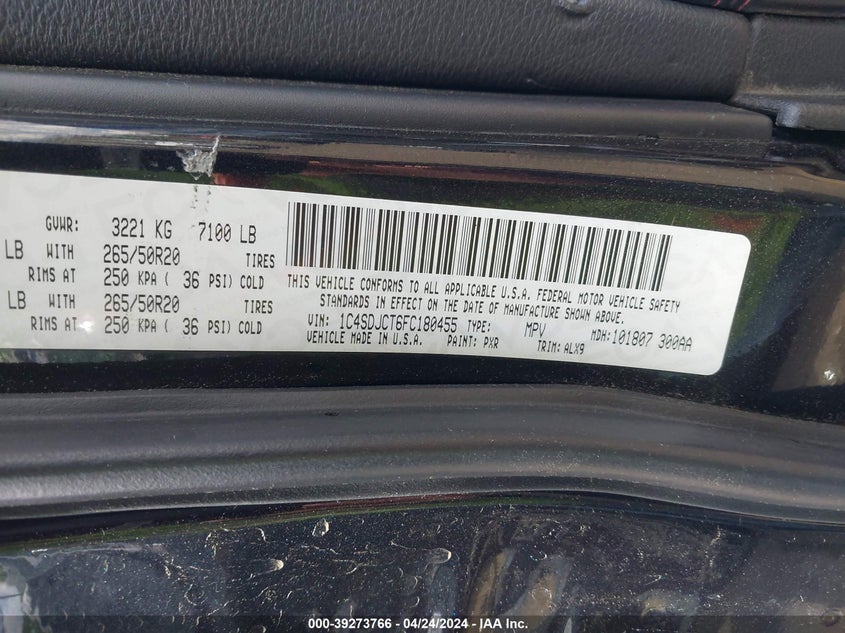 GVWR: 3221 KG 7100 LB
LB WITH 265/50R20 TIRES
RIMS AT 250 KPA ( 36 PSI) COLD
LB WITH 265/50R20 TIRES
RIMS AT 250 KPA ( 36 PSI) COLD
THIS VEHICLE CONFORMS TO ALL APPLICABLE U.S.A. FEDERAL MOTOR VEHICLE SAFETY
STANDARDS IN EFFECT ON THE DATE OF MANUFACTURE SHOWN ABOVE.
VIN: 1C4SDJCT6FC180455 TYPE: MPV MDH:101807 300AA
VEHICLE MADE IN U.S.A. PAINT: PXR TRIM: ALX9
000-39273766 - 04/24/2024 - IAA Inc.